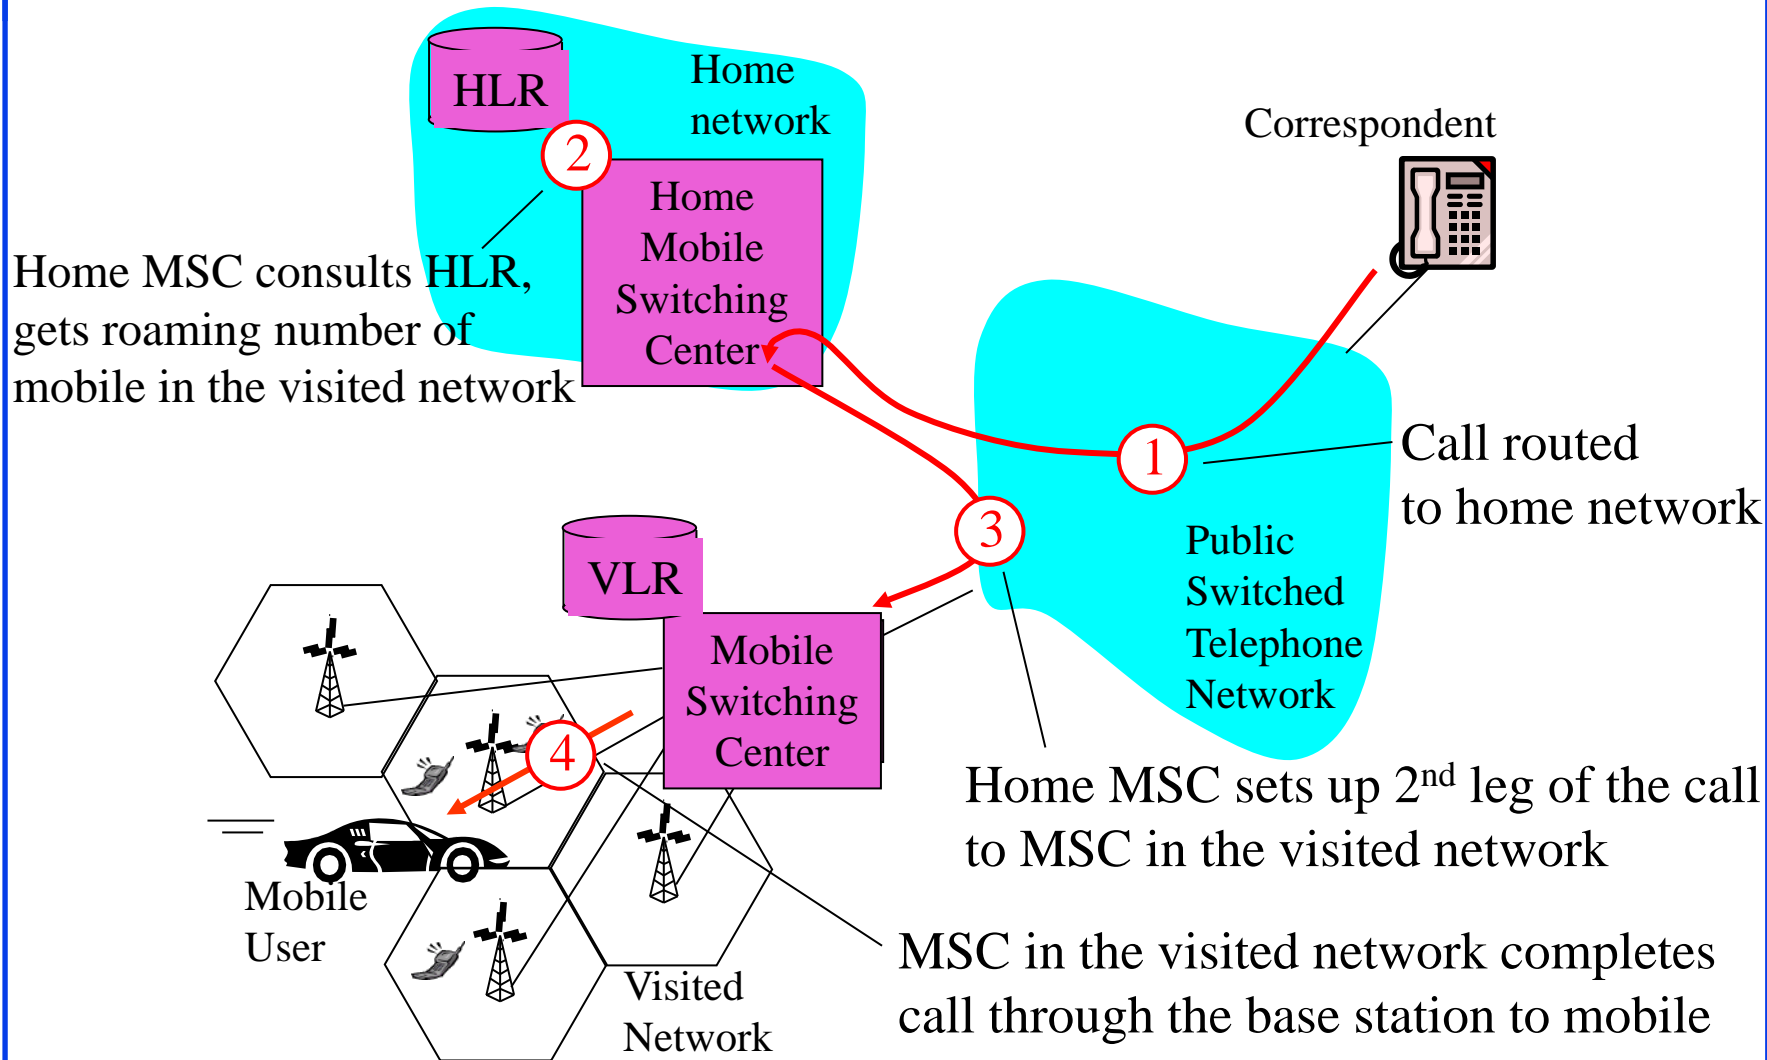 HLR
Home
network
Correspondent
2
Home
Mobile
Switching
Center
Home MSC consults HLR,
gets roaming number of
mobile in the visited network
1
Call routed
to home network
3
Public
Switched
Telephone
Network
VLR
Mobile
Switching
Center
4
Home MSC sets up 2nd leg of the call
to MSC in the visited network
Mobile
User
MSC in the visited network completes
call through the base station to mobile
Visited
Network